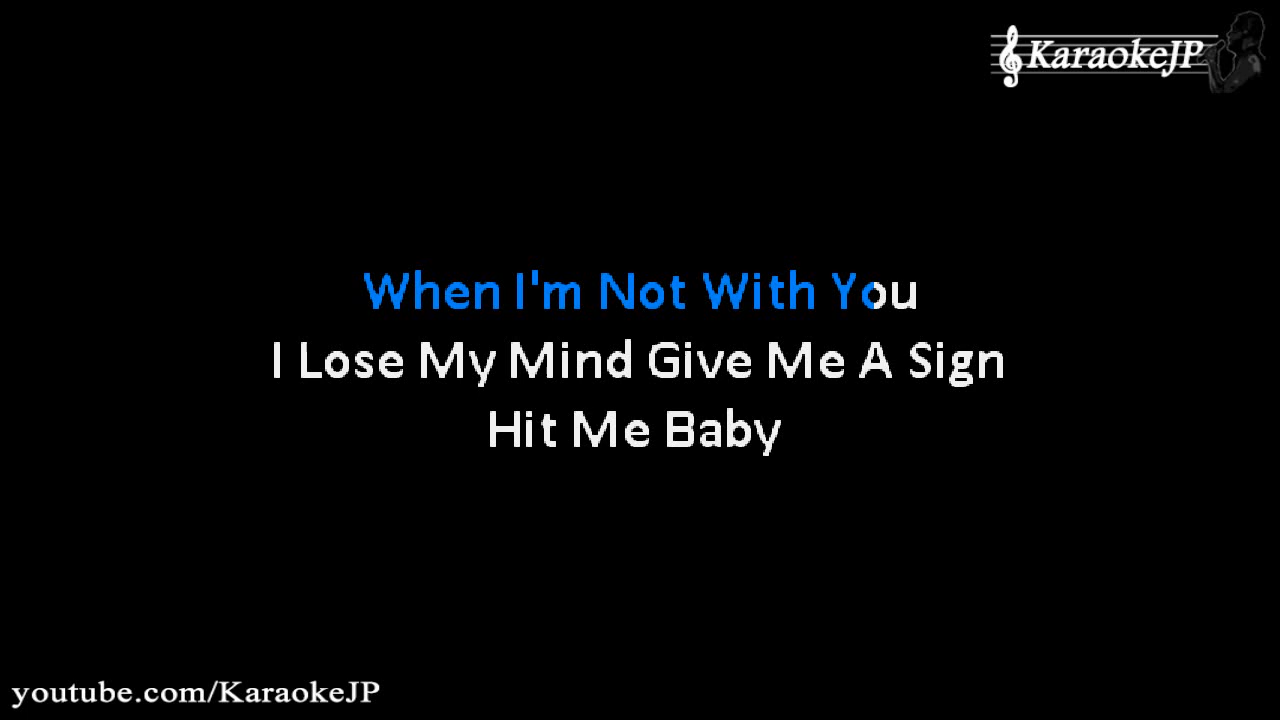 KaraokeJP
When I'm Not With You
I Lose My Mind Give Me A Sign
Hit Me Baby
youtube.com/KaraokeJP